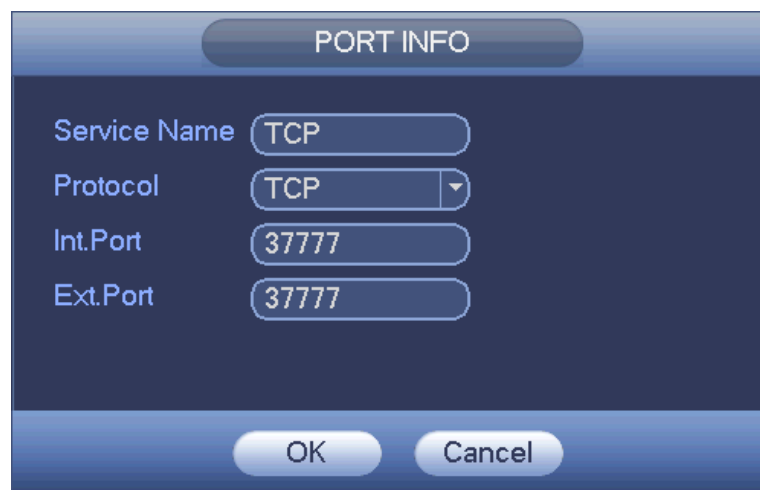 PORT INFO
Service Name TCP
Protocol TCP
Int.Port 37777
Ext.Port 37777
OK Cancel